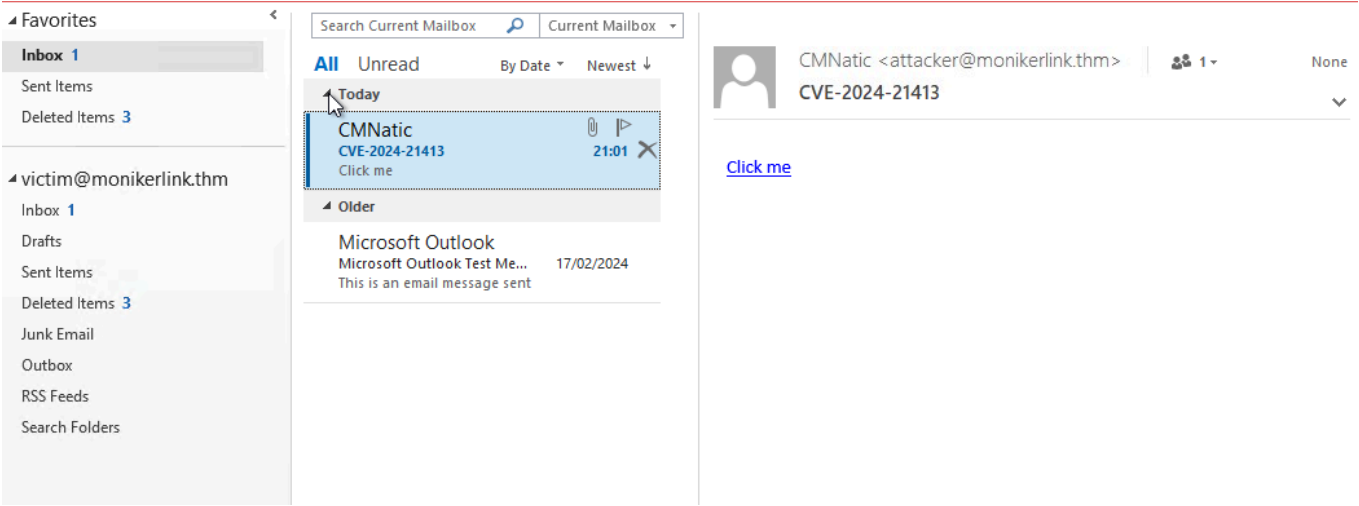 Favorites
Inbox 1
Sent Items
Deleted Items 3
victim@monikerlink.thm
Inbox 1
Drafts
Sent Items
Deleted Items 3
Junk Email
Outbox
RSS Feeds
Search Folders
Search Current Mailbox
Current Mailbox
All Unread By Date Newest ↓
Today
CMNatic
CVE-2024-21413 21:01
Click me
Older
Microsoft Outlook
Microsoft Outlook Test Me... 17/02/2024
This is an email message sent
CMNatic <attacker@monikerlink.thm> 1 None
CVE-2024-21413
Click me